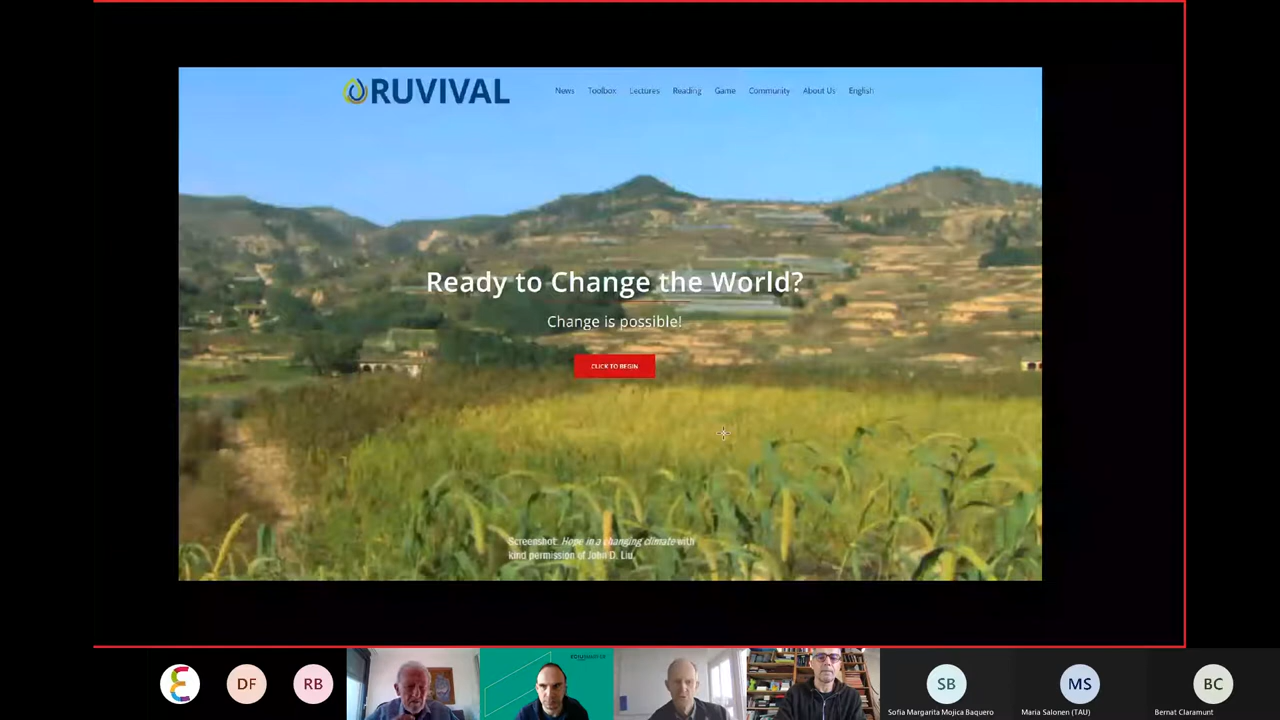 RUVIVAL
News Toolbox Lectures Reading Game Community About Us English
Ready to Change the World?
Change is possible!
CLICK TO BEGIN
Screenshot: Hope in a changing climate with
kind permission of John D. Liu.
DF
RB
SB
Sofia Margarita Mojica Baquero
MS
Maria Salonen (TAU)
BC
Bernat Claramunt